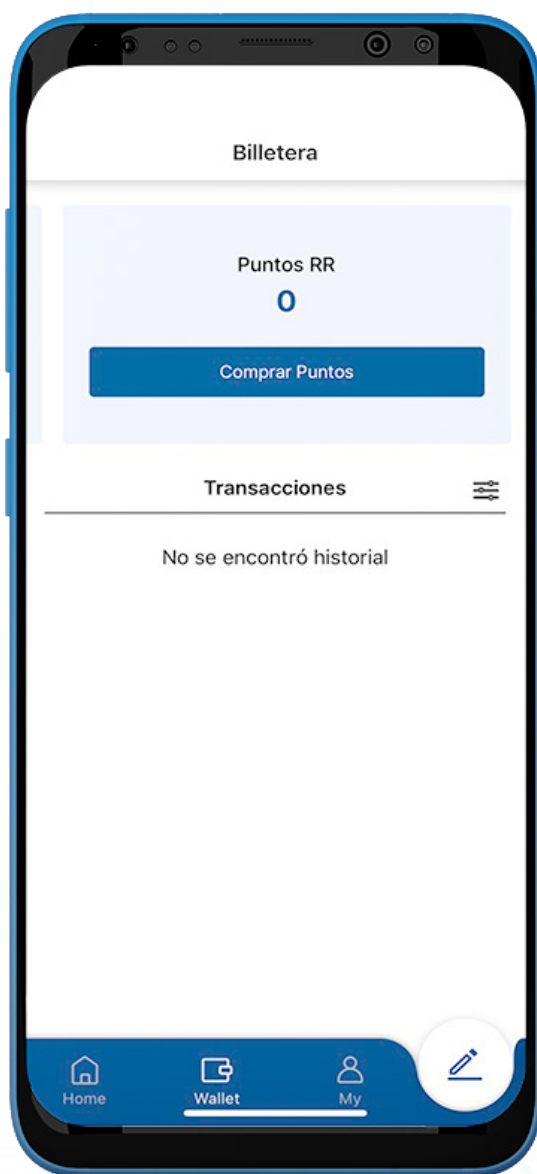 Billetera
Puntos RR
0
Comprar Puntos
Transacciones
No se encontró historial
Home
Wallet
My